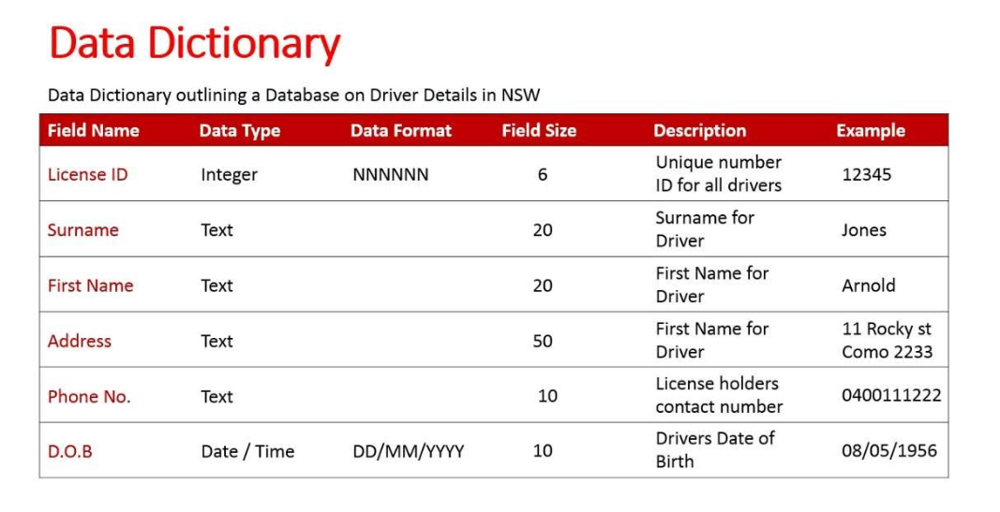 Data Dictionary
Data Dictionary outlining a Database on Driver Details in NSW
Field Name Data Type Data Format Field Size Description Example
License ID Integer NNNNNN 6 Unique number ID for all drivers 12345
Surname Text 20 Surname for Driver Jones
First Name Text 20 First Name for Driver Arnold
Address Text 50 First Name for Driver 11 Rocky st Como 2233
Phone No. Text 10 License holders contact number 0400111222
D.O.B Date / Time DD/MM/YYYY 10 Drivers Date of Birth 08/05/1956